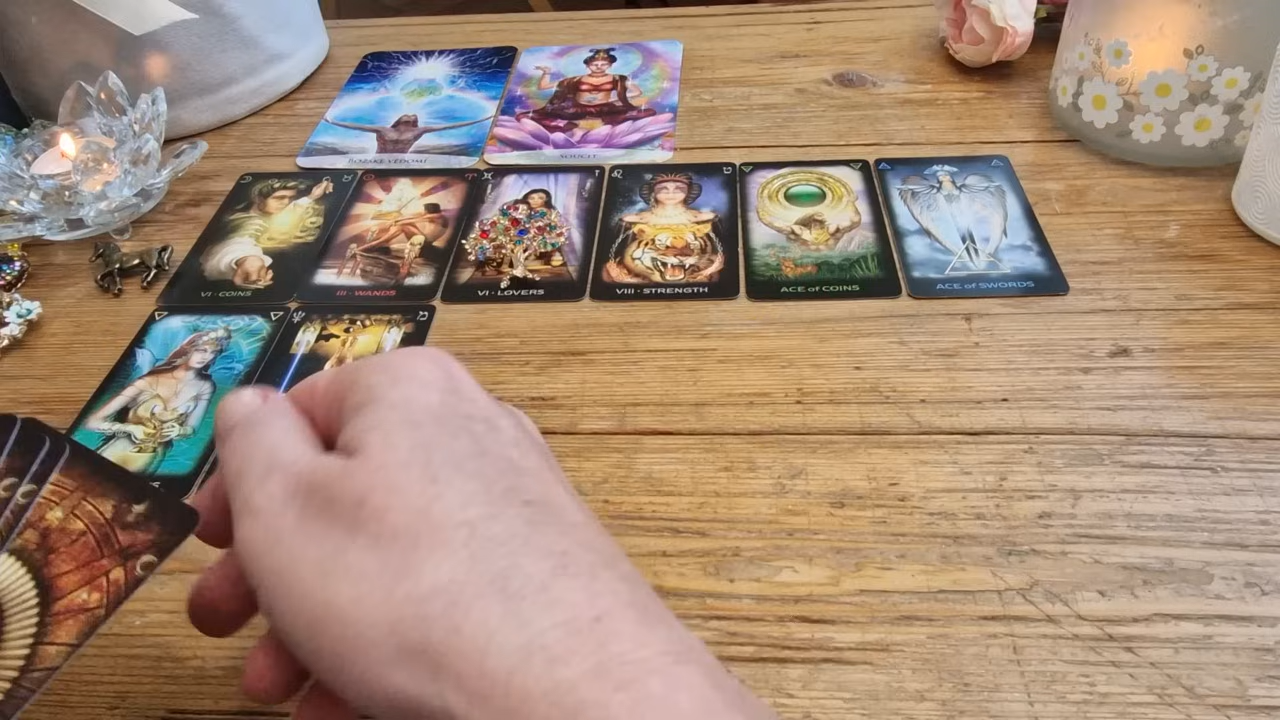 BOŽSKÉ VĚDOMÍ
SOUCIT
VI · COINS
III · WANDS
VI · LOVERS
VIII · STRENGTH
ACE of COINS
ACE of SWORDS